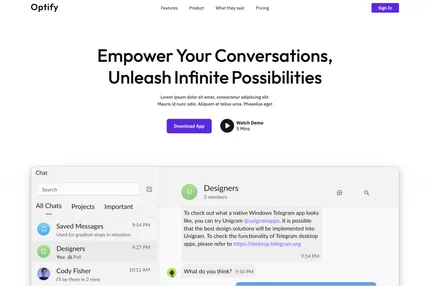 Optify
Features
Product
What they said
Pricing
Sign In
Empower Your Conversations,
Unleash Infinite Possibilities
Lorem ipsum dolor sit amet, consectetur adipiscing elit.
Mauris id nunc odio. Aliquam et tellus urna. Phasellus eget
Download App
Watch Demo
5 Mins
Chat
Search
All Chats
Projects
Important
Saved Messages
9:54 PM
Used for gradient stops in elevation
D
Designers
4:27 PM
You: Poll
Cody Fisher
10:12 AM
I'll be there in 2 mins
D
Designers
3 members
To check out what a native Windows Telegram app looks
like, you can try Unigram @unigramappx. It is possible
that the best design solutions will be implemented into
Unigram. To check the functionality of Telegram desktop
apps, please refer to https://desktop.telegram.org
9:54 PM
What do you think?
9:54 PM